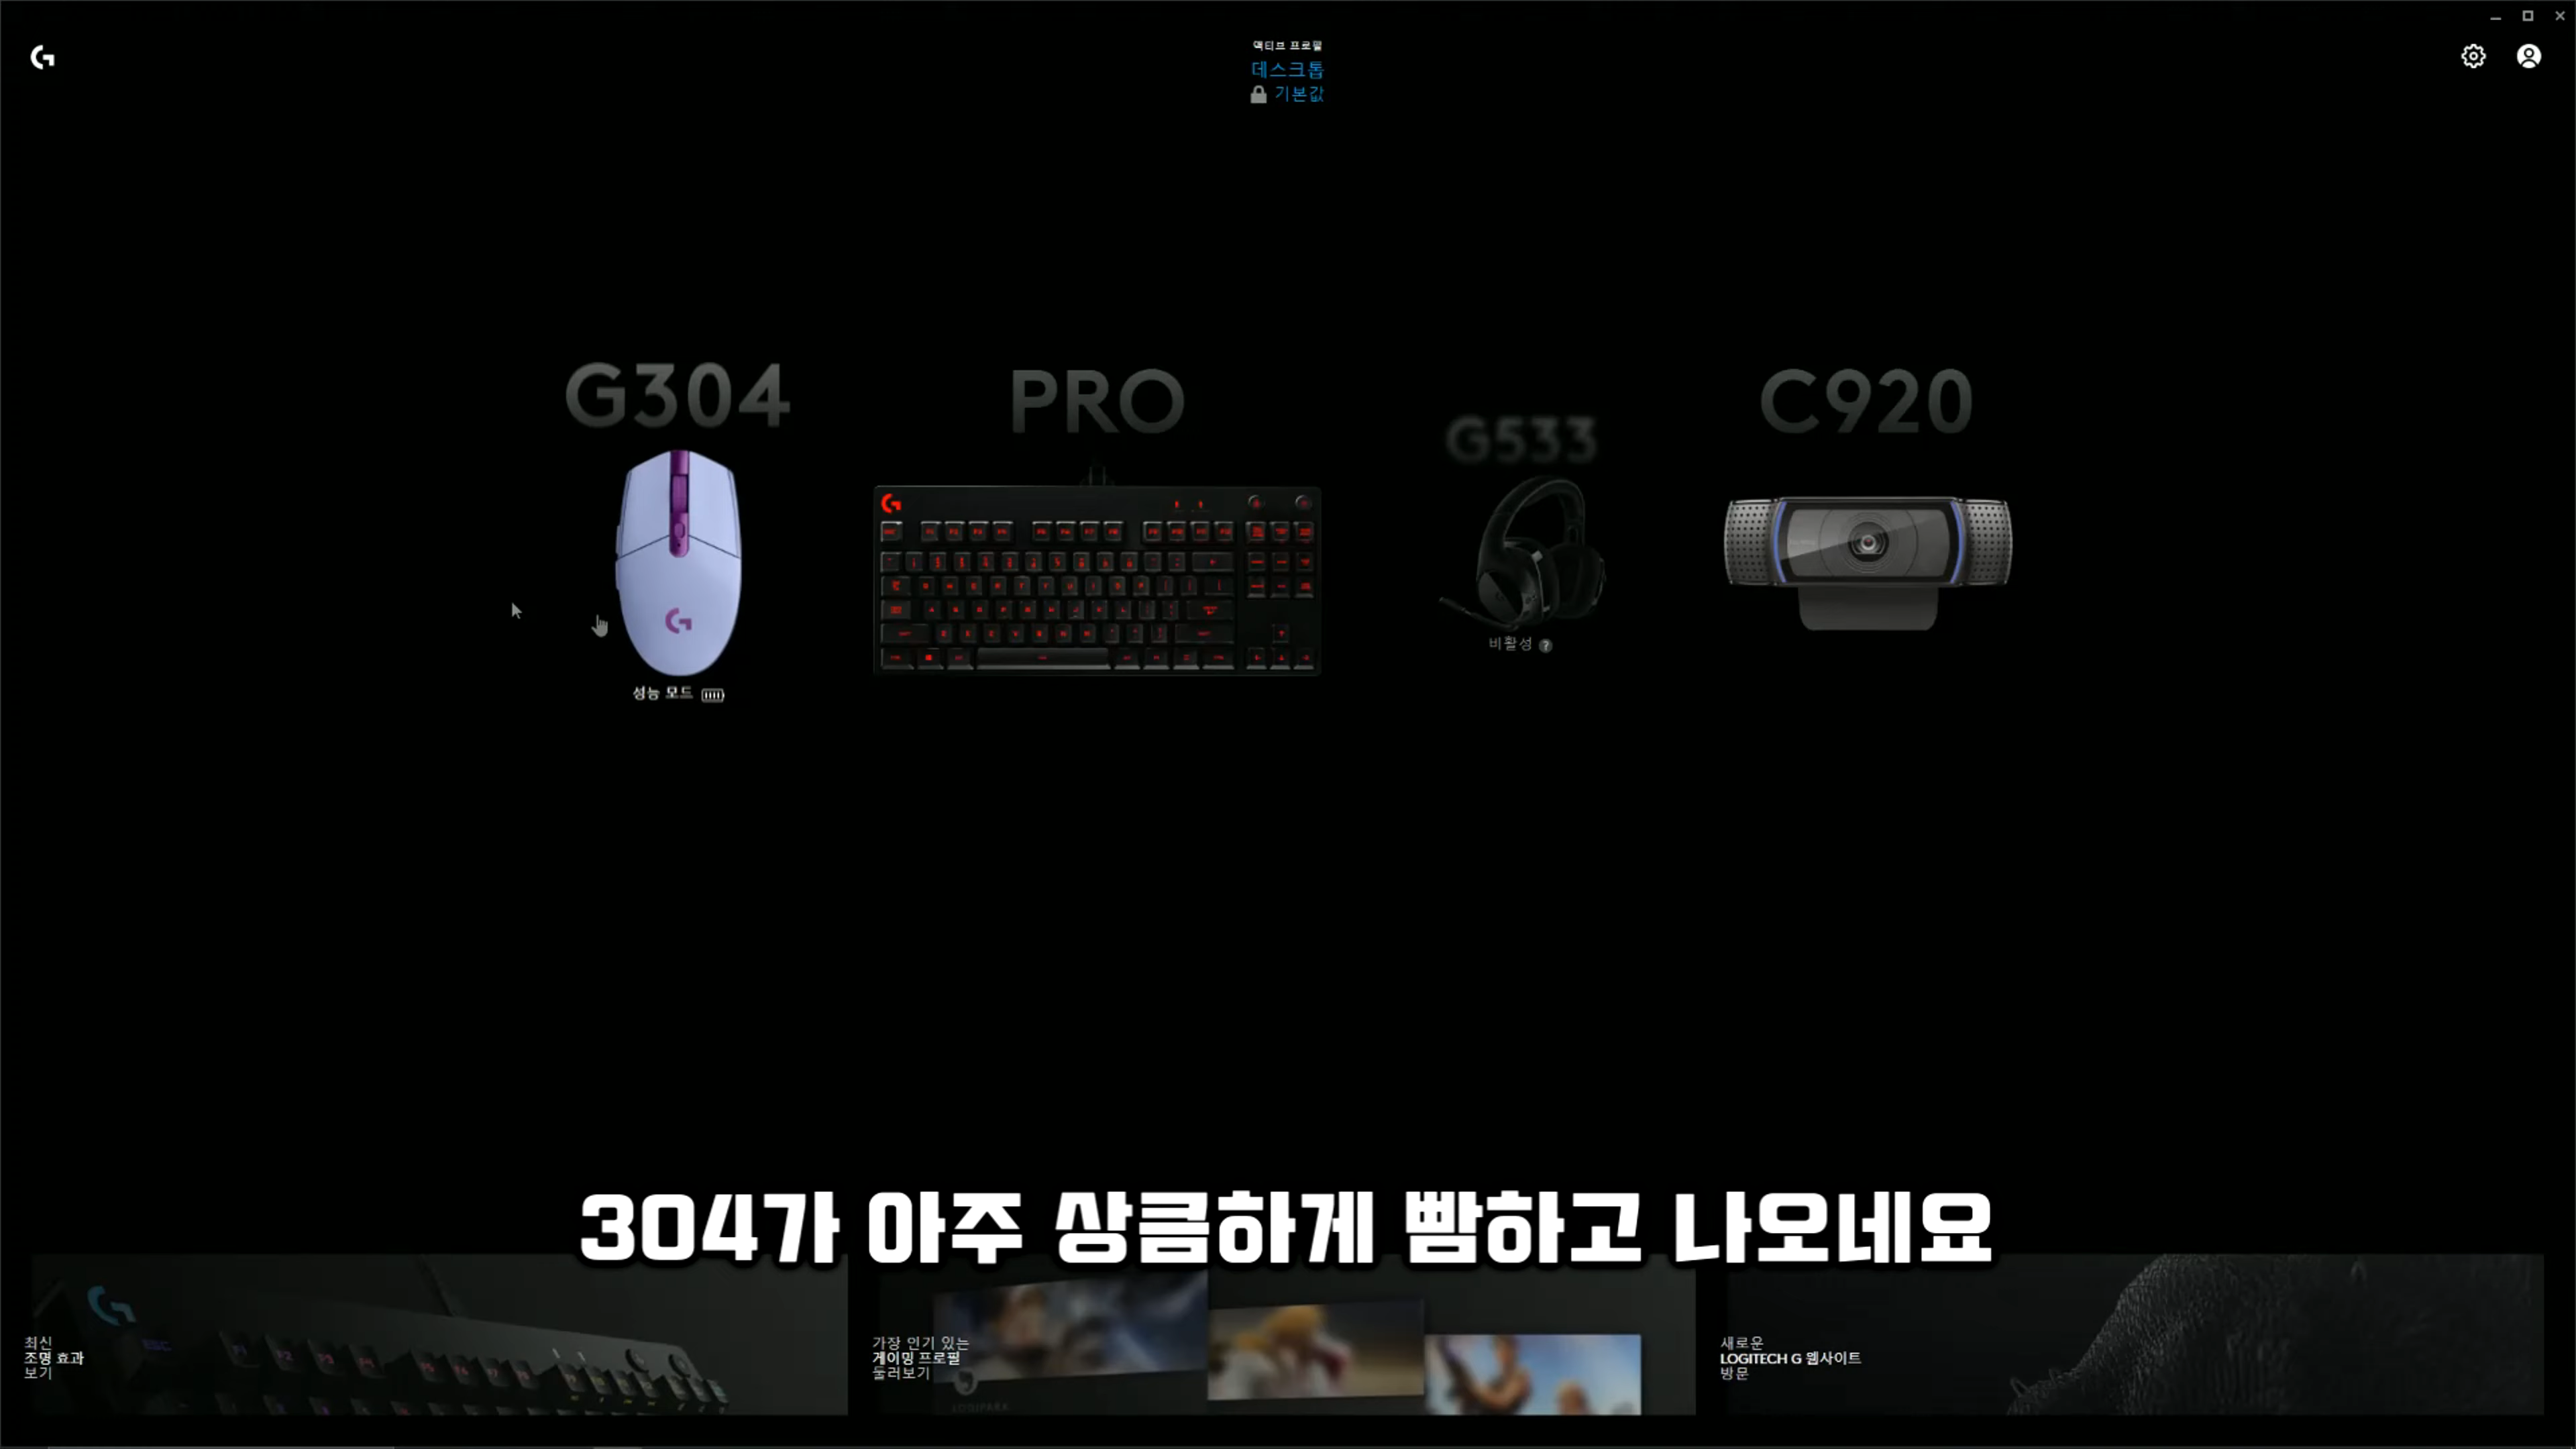 액티브 프로필
데스크톱
기본값
G304
PRO
G533
C920
성능 모드
비활성 ?
304가 아주 상큼하게 빰하고 나오네요
최신
조명 효과
보기
가장 인기 있는
게이밍 프로필
둘러보기
새로운
LOGITECH G 웹사이트
방문